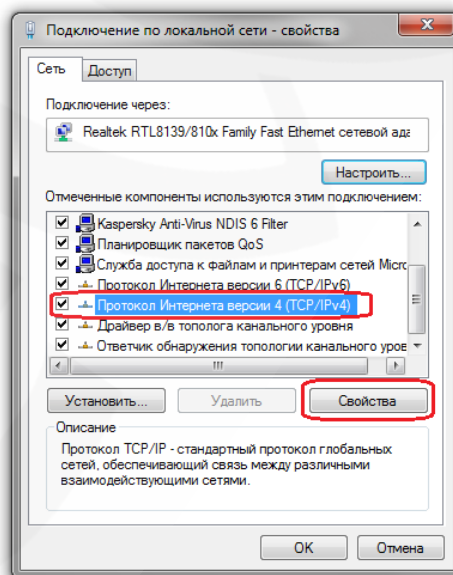 Подключение по локальной сети - свойства
Сеть
Доступ
Подключение через:
Realtek RTL8139/810x Family Fast Ethernet сетевой ада
Настроить...
Отмеченные компоненты используются этим подключением:
Kaspersky Anti-Virus NDIS 6 Filter
Планировщик пакетов QoS
Служба доступа к файлам и принтерам сетей Micro
Протокол Интернета версии 6 (TCP/IPv6)
Протокол Интернета версии 4 (TCP/IPv4)
Драйвер в/в тополога канального уровня
Ответчик обнаружения топологии канального уров
Установить...
Удалить
Свойства
Описание
Протокол TCP/IP - стандартный протокол глобальных
сетей, обеспечивающий связь между различными
взаимодействующими сетями.
OK
Отмена